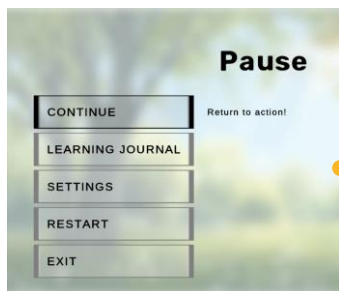 Pause
CONTINUE
Return to action!
LEARNING JOURNAL
SETTINGS
RESTART
EXIT